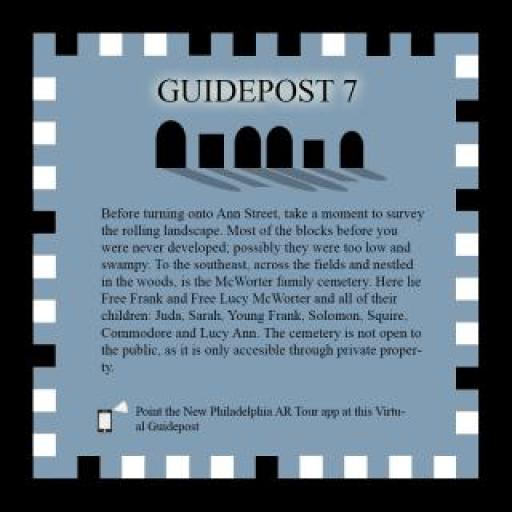 GUIDEPOST 7
Before turning onto Ann Street, take a moment to survey
the rolling landscape. Most of the blocks before you
were never developed; possibly they were too low and
swampy. To the southeast, across the fields and nestled
in the woods, is the McWorter family cemetery. Here lie
Free Frank and Free Lucy McWorter and all of their
children: Juda, Sarah, Young Frank, Solomon, Squire,
Commodore and Lucy Ann. The cemetery is not open to
the public, as it is only accesible through private proper-
ty.
Point the New Philadelphia AR Tour app at this Virtu-
al Guidepost